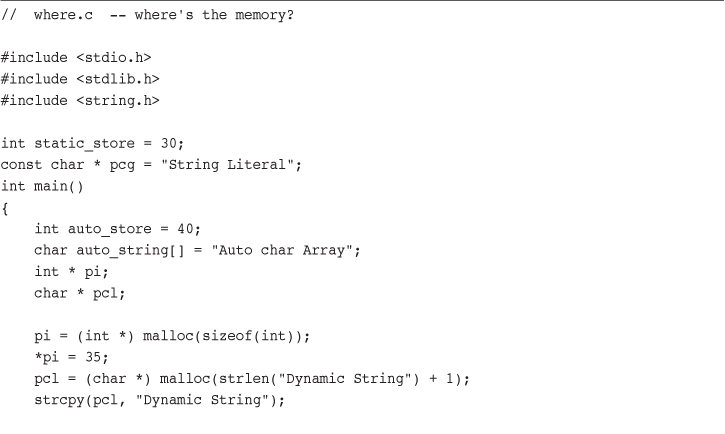 //  where.c  -- where's the memory?

#include <stdio.h>
#include <stdlib.h>
#include <string.h>

int static_store = 30;
const char * pcg = "String Literal";
int main()
{
    int auto_store = 40;
    char auto_string[] = "Auto char Array";
    int * pi;
    char * pcl;

    pi = (int *) malloc(sizeof(int));
    *pi = 35;
    pcl = (char *) malloc(strlen("Dynamic String") + 1);
    strcpy(pcl, "Dynamic String");